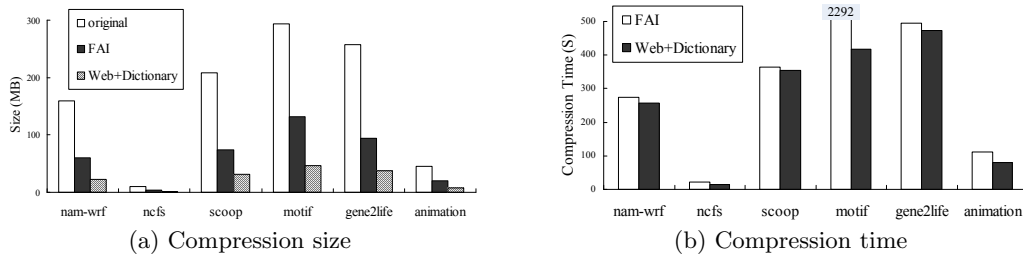 300
200
100
0
Size (MB)
original
FAI
Web+Dictionary
nam-wrf ncfs scoop motif gene2life animation
(a) Compression size
500
400
300
200
100
0
Compression Time (S)
FAI
Web+Dictionary
2292
nam-wrf ncfs scoop motif gene2life animation
(b) Compression time